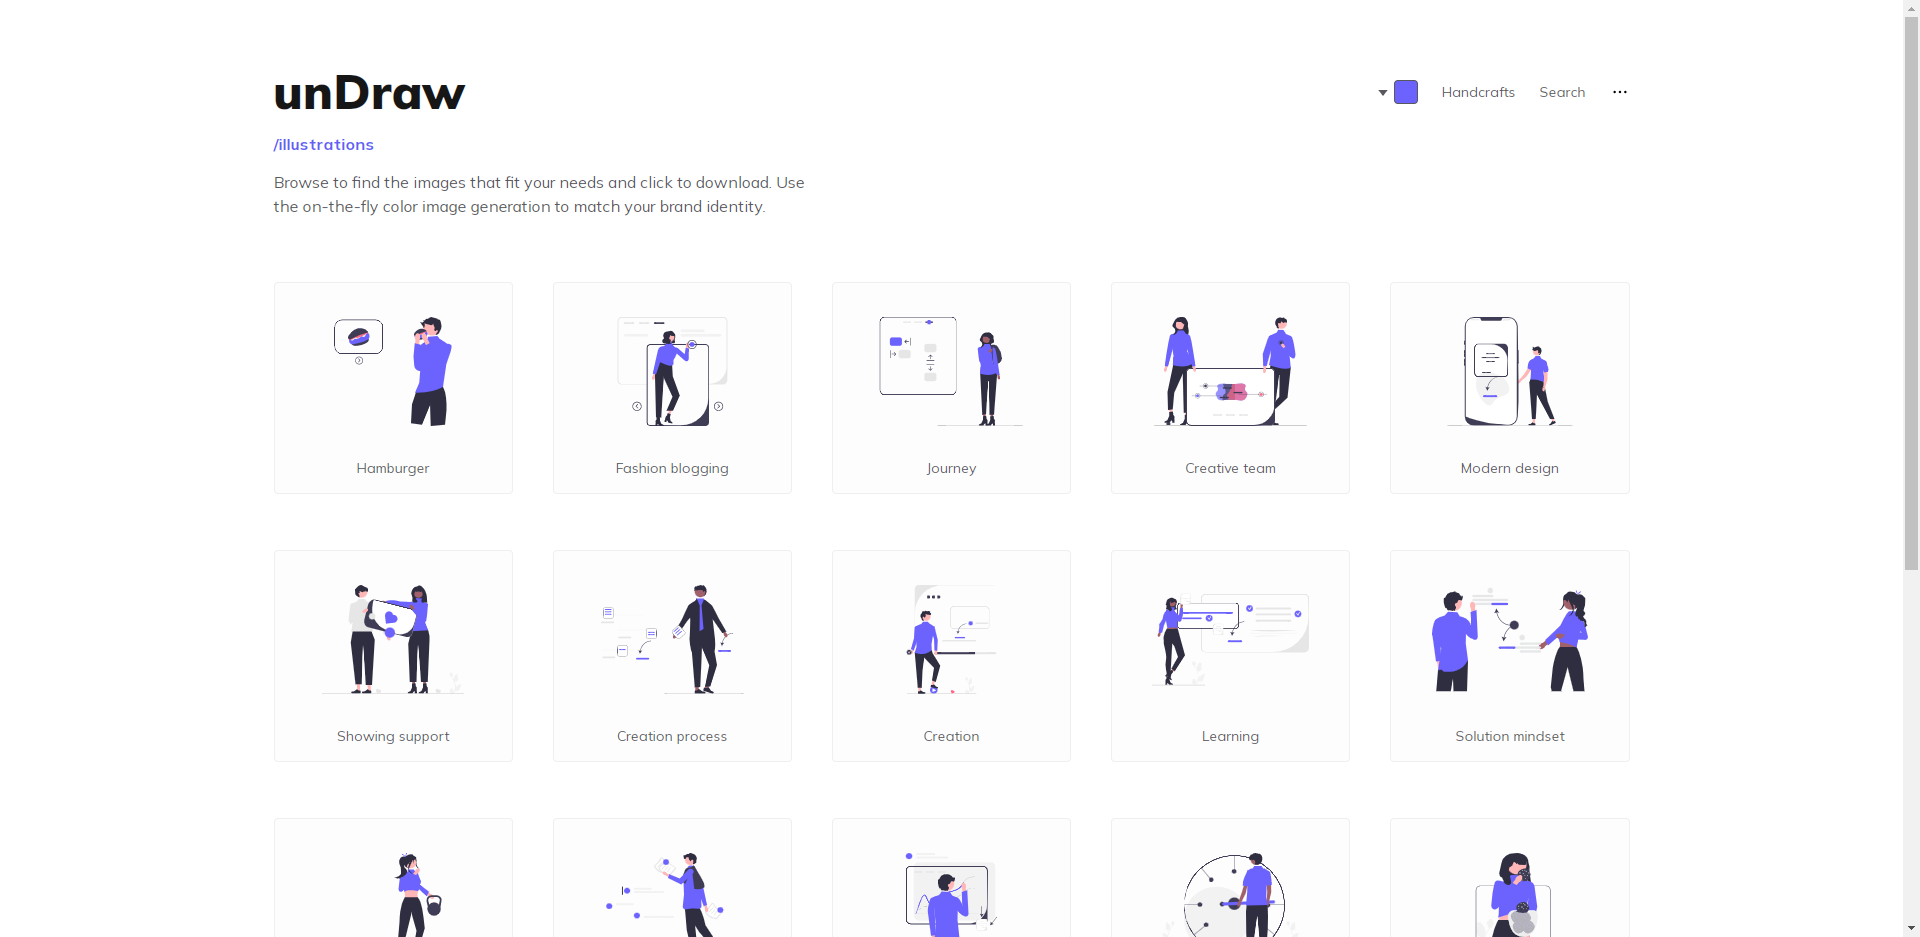 unDraw
Handcrafts
Search
/illustrations
Browse to find the images that fit your needs and click to download. Use
the on-the-fly color image generation to match your brand identity.
Hamburger
Fashion blogging
Journey
Creative team
Modern design
Showing support
Creation process
Creation
Learning
Solution mindset